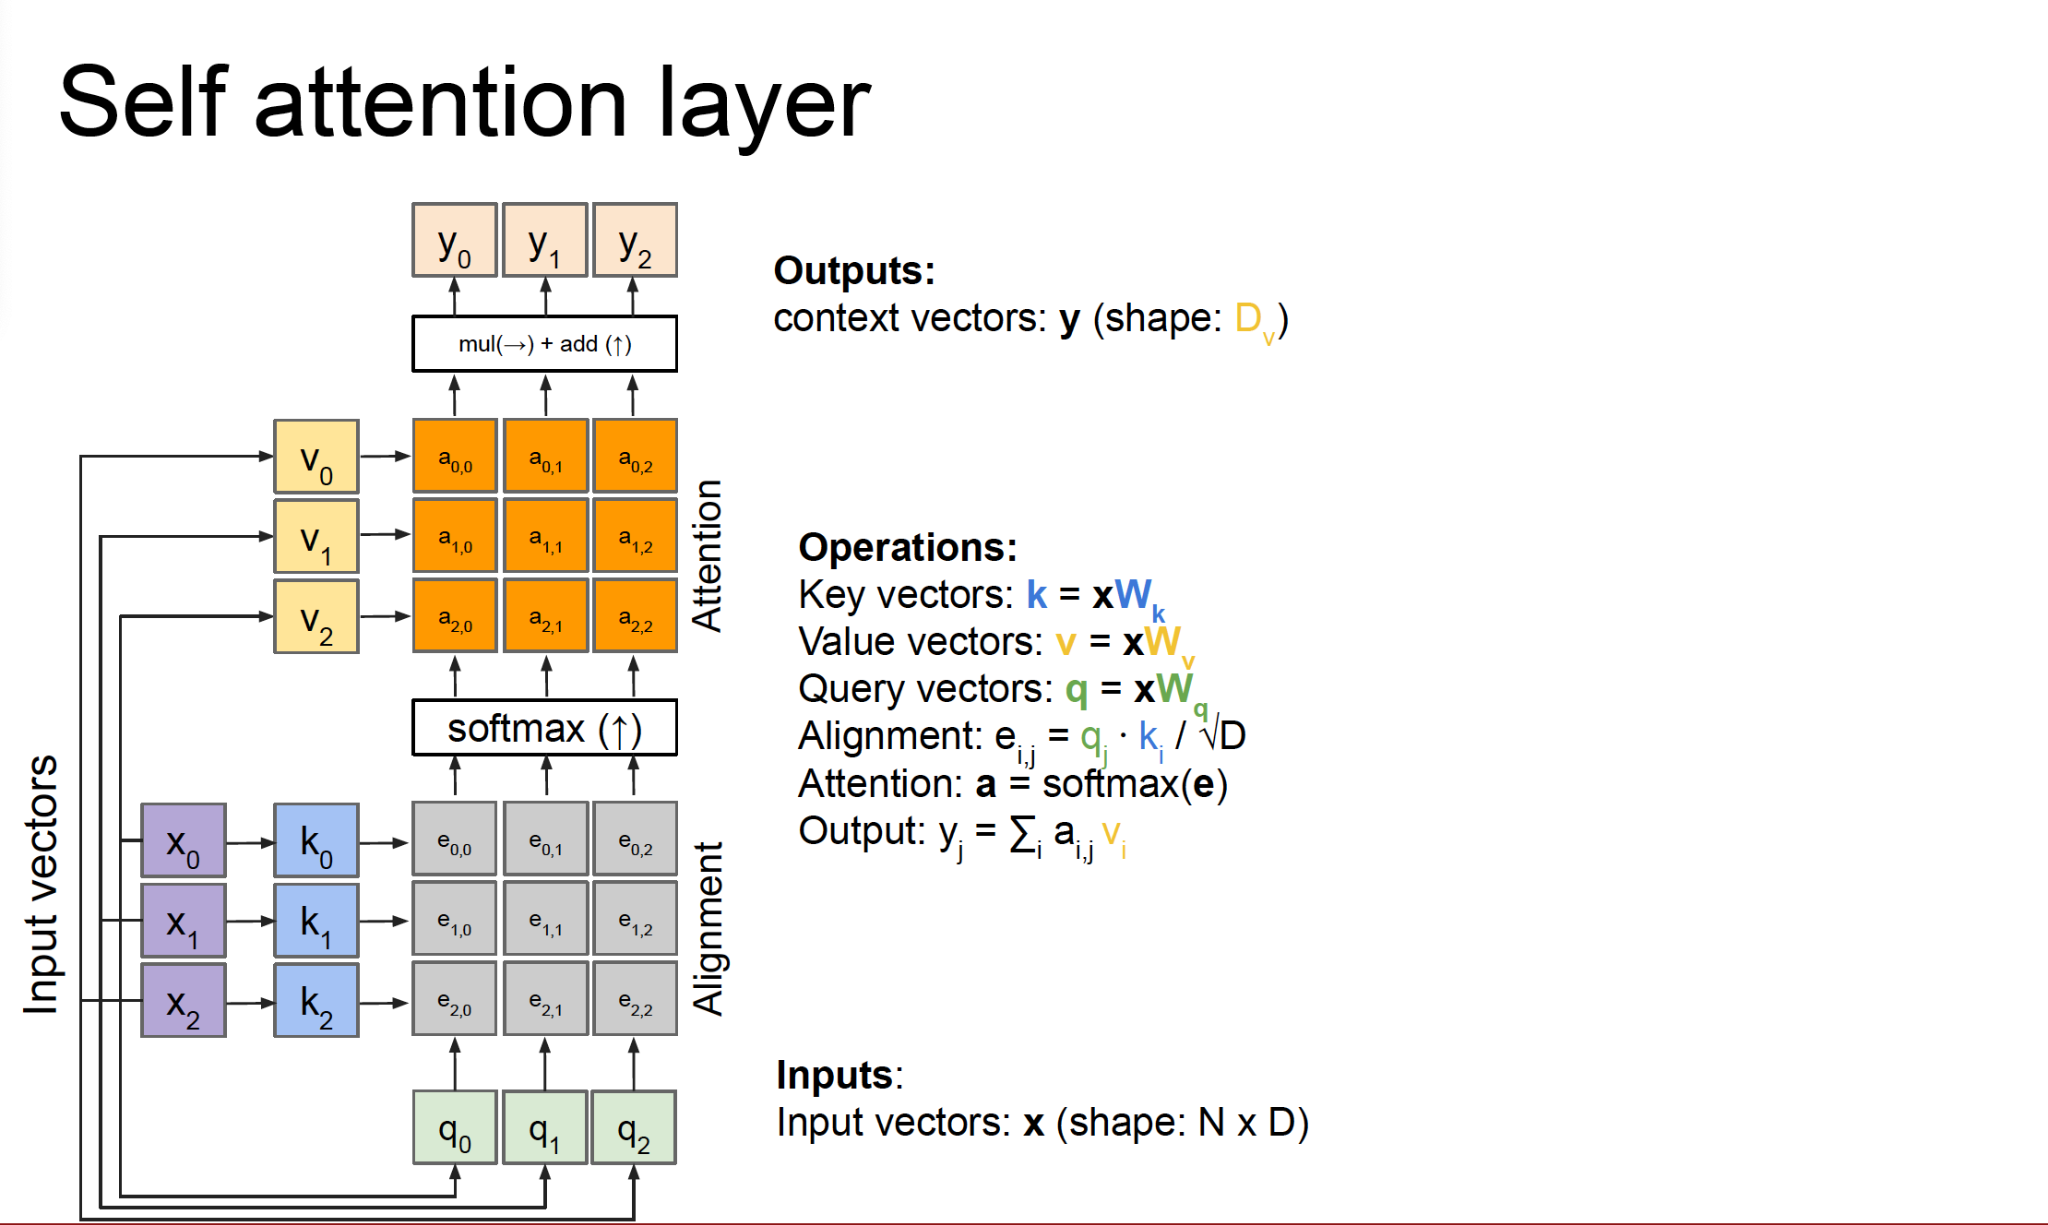 Self attention layer
y0 y1 y2
mul(→) + add (↑)
v0 a0,0 a0,1 a0,2
v1 a1,0 a1,1 a1,2
v2 a2,0 a2,1 a2,2
Attention
softmax (↑)
Input vectors
x0 k0 e0,0 e0,1 e0,2
x1 k1 e1,0 e1,1 e1,2
x2 k2 e2,0 e2,1 e2,2
Alignment
q0 q1 q2
Outputs:
context vectors: y (shape: Dv)
Operations:
Key vectors: k = xWk
Value vectors: v = xWv
Query vectors: q = xWq
Alignment: ei,j = qj · ki / √D
Attention: a = softmax(e)
Output: yj = ∑i ai,j vi
Inputs:
Input vectors: x (shape: N x D)